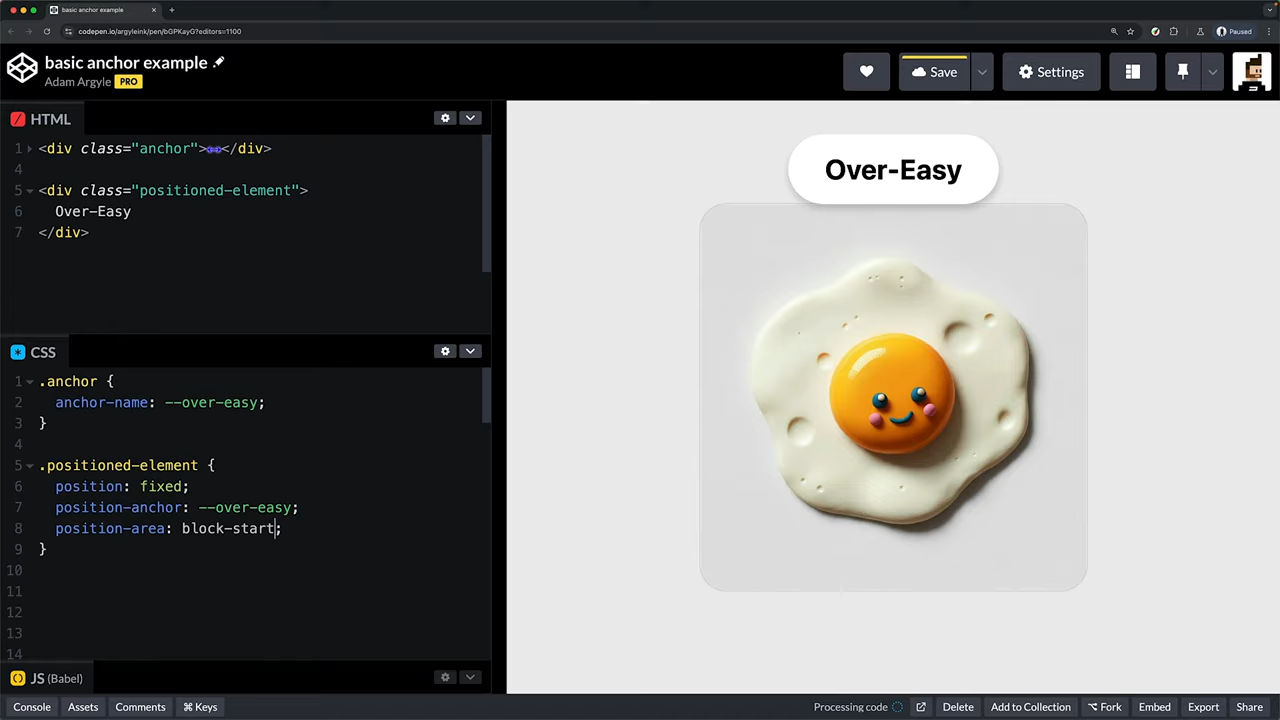 basic anchor example
codepen.io/argyleink/pen/bGPKayG?editors=1100
Paused
basic anchor example
Adam Argyle PRO
Save
Settings
HTML
1 <div class="anchor"></div>
4
5 <div class="positioned-element">
6 Over-Easy
7 </div>
CSS
1 .anchor {
2 anchor-name: --over-easy;
3 }
4
5 .positioned-element {
6 position: fixed;
7 position-anchor: --over-easy;
8 position-area: block-start;
9 }
10
11
12
13
14
JS (Babel)
Over-Easy
Console Assets Comments ⌘ Keys Processing code Delete Add to Collection Fork Embed Export Share